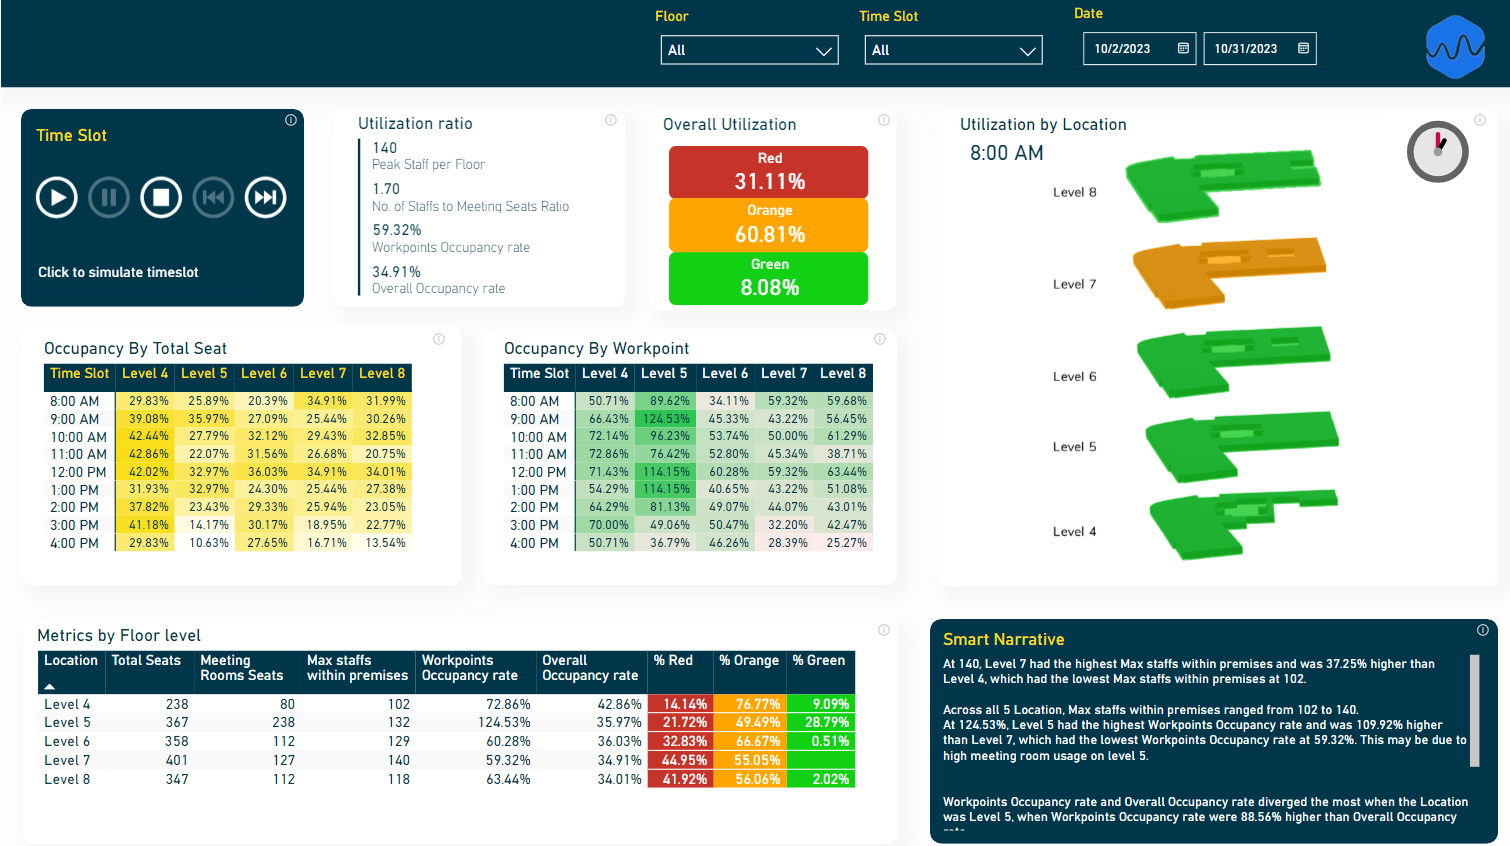 Floor
Time Slot
Date
All
All
10/2/2023
10/31/2023
Time Slot
Click to simulate timeslot
Utilization ratio
140
Peak Staff per Floor
1.70
No. of Staffs to Meeting Seats Ratio
59.32%
Workpoints Occupancy rate
34.91%
Overall Occupancy rate
Overall Utilization
Red
31.11%
Orange
60.81%
Green
8.08%
Utilization by Location
8:00 AM
Level 8
Level 7
Level 6
Level 5
Level 4
Occupancy By Total Seat
Time Slot Level 4 Level 5 Level 6 Level 7 Level 8
8:00 AM 29.83% 25.89% 20.39% 34.91% 31.99%
9:00 AM 39.08% 35.97% 27.09% 25.44% 30.26%
10:00 AM 42.44% 27.79% 32.12% 29.43% 32.85%
11:00 AM 42.86% 22.07% 31.56% 26.68% 20.75%
12:00 PM 42.02% 32.97% 36.03% 34.91% 34.01%
1:00 PM 31.93% 32.97% 24.30% 25.44% 27.38%
2:00 PM 37.82% 23.43% 29.33% 25.94% 23.05%
3:00 PM 41.18% 14.17% 30.17% 18.95% 22.77%
4:00 PM 29.83% 10.63% 27.65% 16.71% 13.54%
Occupancy By Workpoint
Time Slot Level 4 Level 5 Level 6 Level 7 Level 8
8:00 AM 50.71% 89.62% 34.11% 59.32% 59.68%
9:00 AM 66.43% 124.53% 45.33% 43.22% 56.45%
10:00 AM 72.14% 96.23% 53.74% 50.00% 61.29%
11:00 AM 72.86% 76.42% 52.80% 45.34% 38.71%
12:00 PM 71.43% 114.15% 60.28% 59.32% 63.44%
1:00 PM 54.29% 114.15% 40.65% 43.22% 51.08%
2:00 PM 64.29% 81.13% 49.07% 44.07% 43.01%
3:00 PM 70.00% 49.06% 50.47% 32.20% 42.47%
4:00 PM 50.71% 36.79% 46.26% 28.39% 25.27%
Metrics by Floor level
Location Total Seats Meeting Max staffs Workpoints Overall % Red % Orange % Green
Rooms Seats within premises Occupancy rate Occupancy rate
Level 4 238 80 102 72.86% 42.86% 14.14% 76.77% 9.09%
Level 5 367 238 132 124.53% 35.97% 21.72% 49.49% 28.79%
Level 6 358 112 129 60.28% 36.03% 32.83% 66.67% 0.51%
Level 7 401 127 140 59.32% 34.91% 44.95% 55.05%
Level 8 347 112 118 63.44% 34.01% 41.92% 56.06% 2.02%
Smart Narrative
At 140, Level 7 had the highest Max staffs within premises and was 37.25% higher than
Level 4, which had the lowest Max staffs within premises at 102.
Across all 5 Location, Max staffs within premises ranged from 102 to 140.
At 124.53%, Level 5 had the highest Workpoints Occupancy rate and was 109.92% higher
than Level 7, which had the lowest Workpoints Occupancy rate at 59.32%. This may be due to
high meeting room usage on level 5.
Workpoints Occupancy rate and Overall Occupancy rate diverged the most when the Location
was Level 5, when Workpoints Occupancy rate were 88.56% higher than Overall Occupancy